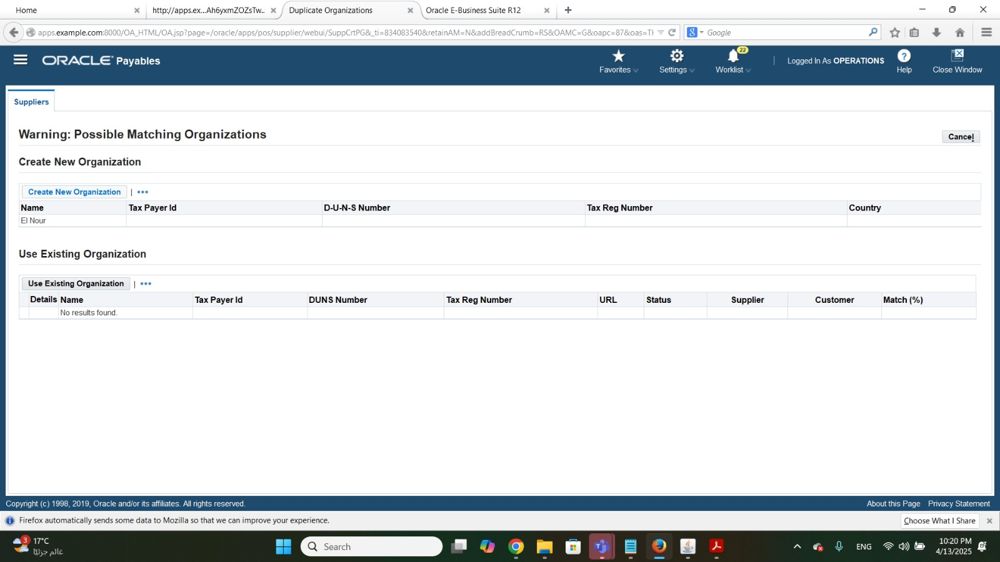 Home
http://apps.ex...Ah6yxmZOZsTw..
Duplicate Organizations
Oracle E-Business Suite R12
apps.example.com:8000/OA_HTML/OA.jsp?page=/oracle/apps/pos/supplier/webui/SuppCrtPG&_ti=834083540&retainAM=N&addBreadCrumb=RS&OAMC=G&oapc=87&oas=TH
Google
ORACLE Payables
Favorites
Settings
22
Worklist
Logged In As OPERATIONS
Help
Close Window
Suppliers
Warning: Possible Matching Organizations
Cancel
Create New Organization
Create New Organization | •••
Name Tax Payer Id D-U-N-S Number Tax Reg Number Country
El Nour
Use Existing Organization
Use Existing Organization | •••
Details Name Tax Payer Id DUNS Number Tax Reg Number URL Status Supplier Customer Match (%)
No results found.
Copyright (c) 1998, 2019, Oracle and/or its affiliates. All rights reserved.
About this Page Privacy Statement
Firefox automatically sends some data to Mozilla so that we can improve your experience.
Choose What I Share
3
17°C
غائم جزئيًا
Search
ENG
10:20 PM
4/13/2025